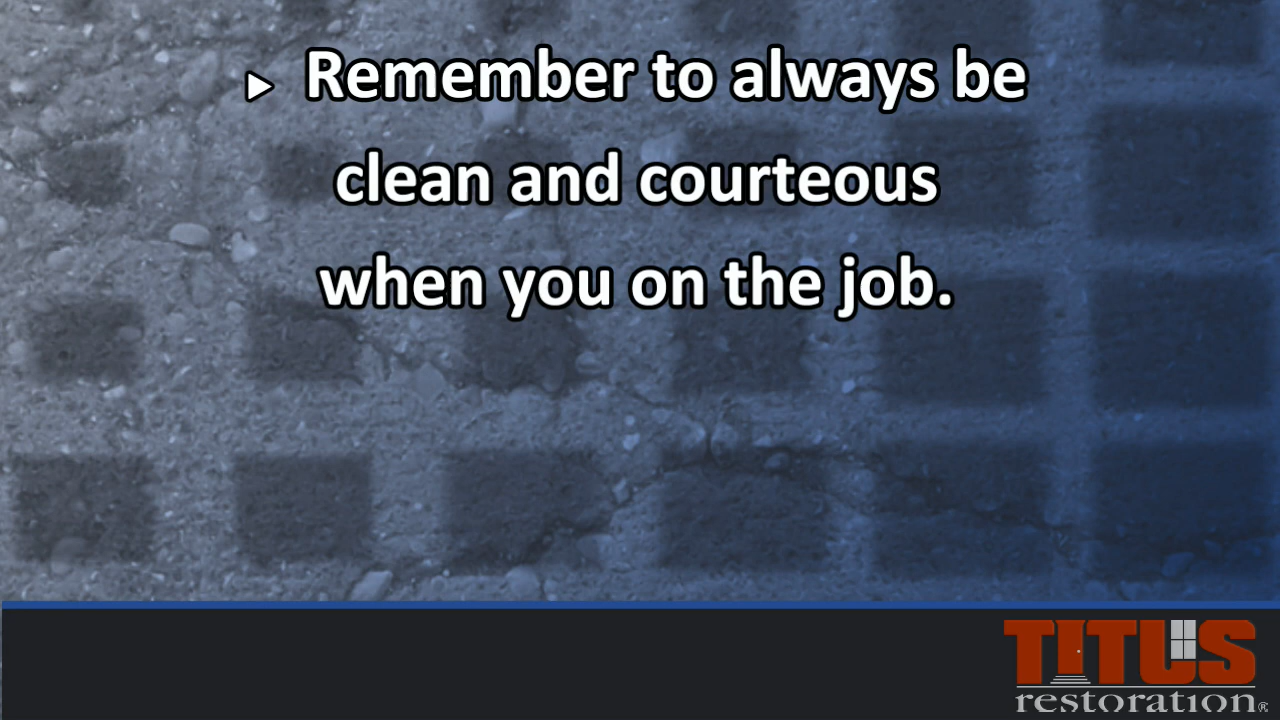 ▶ Remember to always be
clean and courteous
when you on the job.
TITUS
restoration®